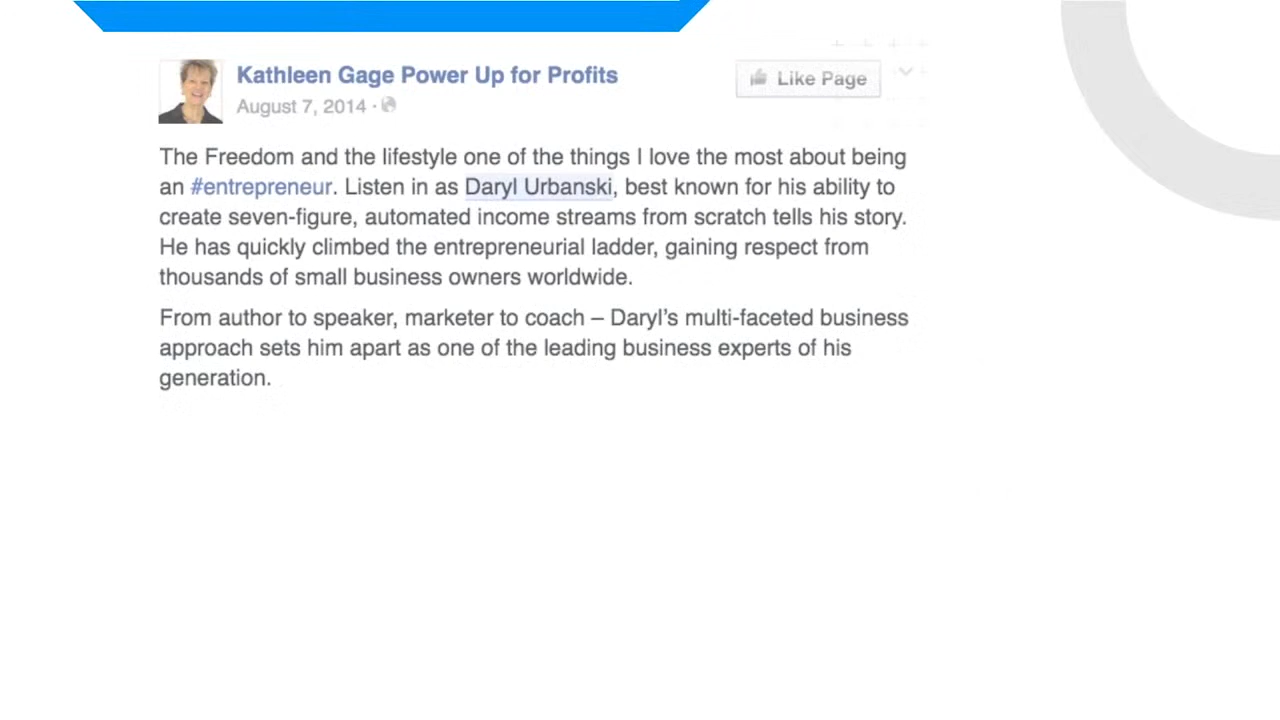 Kathleen Gage Power Up for Profits
August 7, 2014 ·
Like Page
The Freedom and the lifestyle one of the things I love the most about being
an #entrepreneur. Listen in as Daryl Urbanski, best known for his ability to
create seven-figure, automated income streams from scratch tells his story.
He has quickly climbed the entrepreneurial ladder, gaining respect from
thousands of small business owners worldwide.
From author to speaker, marketer to coach – Daryl’s multi-faceted business
approach sets him apart as one of the leading business experts of his
generation.